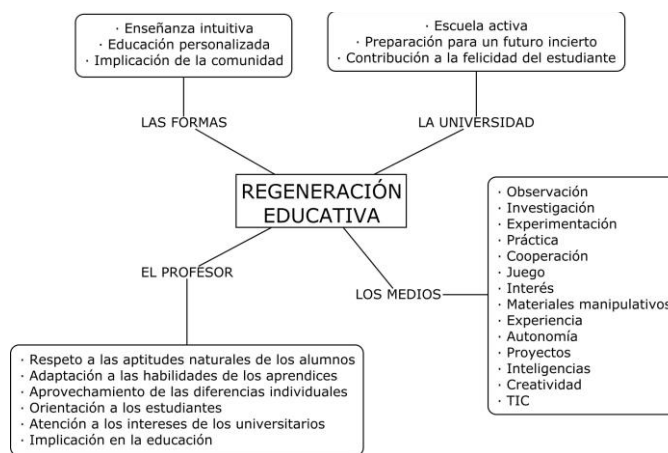 · Enseñanza intuitiva
· Educación personalizada
· Implicación de la comunidad
· Escuela activa
· Preparación para un futuro incierto
· Contribución a la felicidad del estudiante
LAS FORMAS
LA UNIVERSIDAD
REGENERACIÓN
EDUCATIVA
EL PROFESOR
LOS MEDIOS
· Observación
· Investigación
· Experimentación
· Práctica
· Cooperación
· Juego
· Interés
· Materiales manipulativos
· Experiencia
· Autonomía
· Proyectos
· Inteligencias
· Creatividad
· TIC
· Respeto a las aptitudes naturales de los alumnos
· Adaptación a las habilidades de los aprendices
· Aprovechamiento de las diferencias individuales
· Orientación a los estudiantes
· Atención a los intereses de los universitarios
· Implicación en la educación